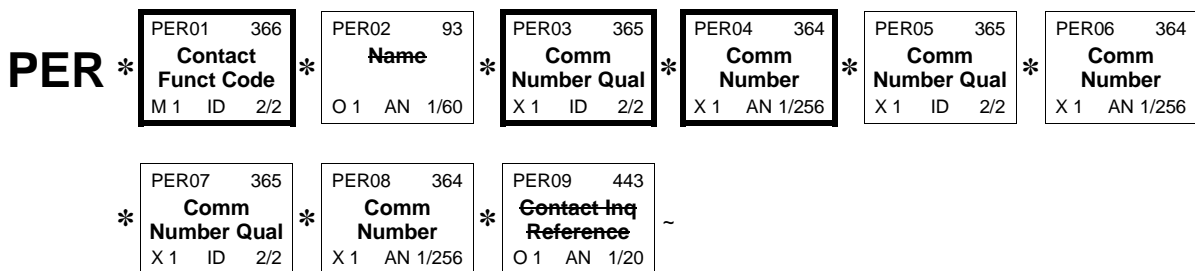 PER01 366 PER02 93 PER03 365 PER04 364 PER05 365 PER06 364
Contact Name Comm Comm Comm Comm
PER * Funct Code * * Number Qual * Number * Number Qual * Number
M 1 ID 2/2 O 1 AN 1/60 X 1 ID 2/2 X 1 AN 1/256 X 1 ID 2/2 X 1 AN 1/256
PER07 365 PER08 364 PER09 443
Comm Comm Contact Inq
* Number Qual * Number * Reference ~
X 1 ID 2/2 X 1 AN 1/256 O 1 AN 1/20